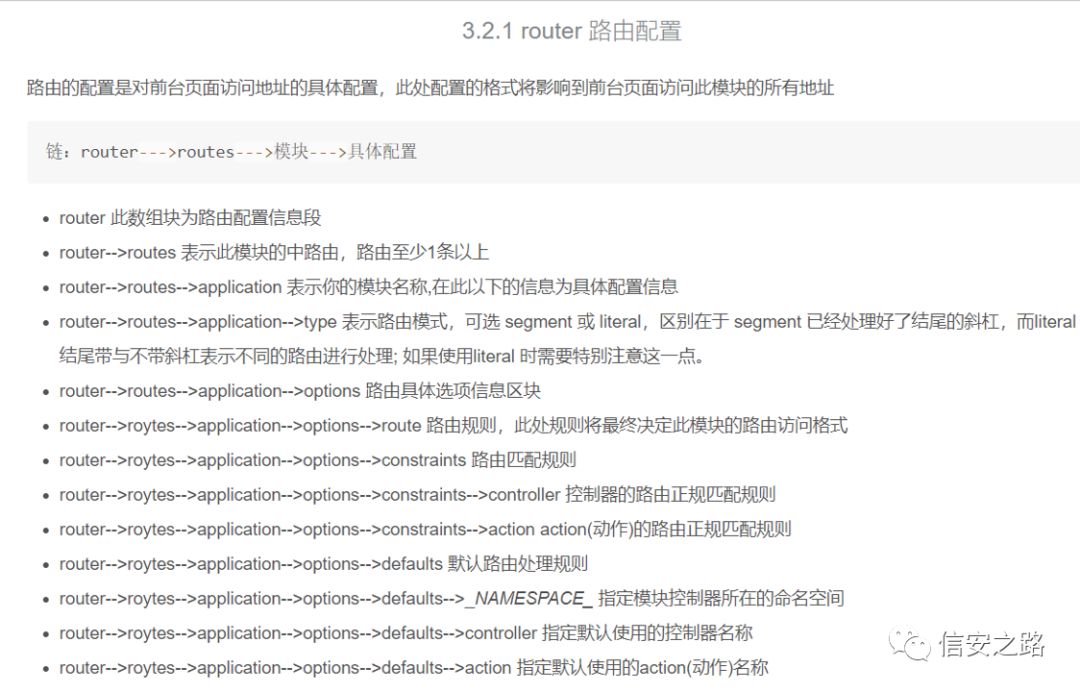 3.2.1 router 路由配置
路由的配置是对前台页面访问地址的具体配置，此处配置的格式将影响到前台页面访问此模块的所有地址
链：router--->routes--->模块--->具体配置
router 此数组块为路由配置信息段
router-->routes 表示此模块的中路由，路由至少1条以上
router-->routes-->application 表示你的模块名称,在此以下的信息为具体配置信息
router-->routes-->application-->type 表示路由模式，可选 segment 或 literal，区别在于 segment 已经处理好了结尾的斜杠，而literal
结尾带与不带斜杠表示不同的路由进行处理; 如果使用literal 时需要特别注意这一点。
router-->routes-->application-->options 路由具体选项信息区块
router-->roytes-->application-->options-->route 路由规则，此处规则将最终决定此模块的路由访问格式
router-->roytes-->application-->options-->constraints 路由匹配规则
router-->roytes-->application-->options-->constraints-->controller 控制器的路由正规匹配规则
router-->roytes-->application-->options-->constraints-->action action(动作)的路由正规匹配规则
router-->roytes-->application-->options-->defaults 默认路由处理规则
router-->roytes-->application-->options-->defaults-->_NAMESPACE_ 指定模块控制器所在的命名空间
router-->roytes-->application-->options-->defaults-->controller 指定默认使用的控制器名称
router-->roytes-->application-->options-->defaults-->action 指定默认使用的action(动作)名称
信安之路